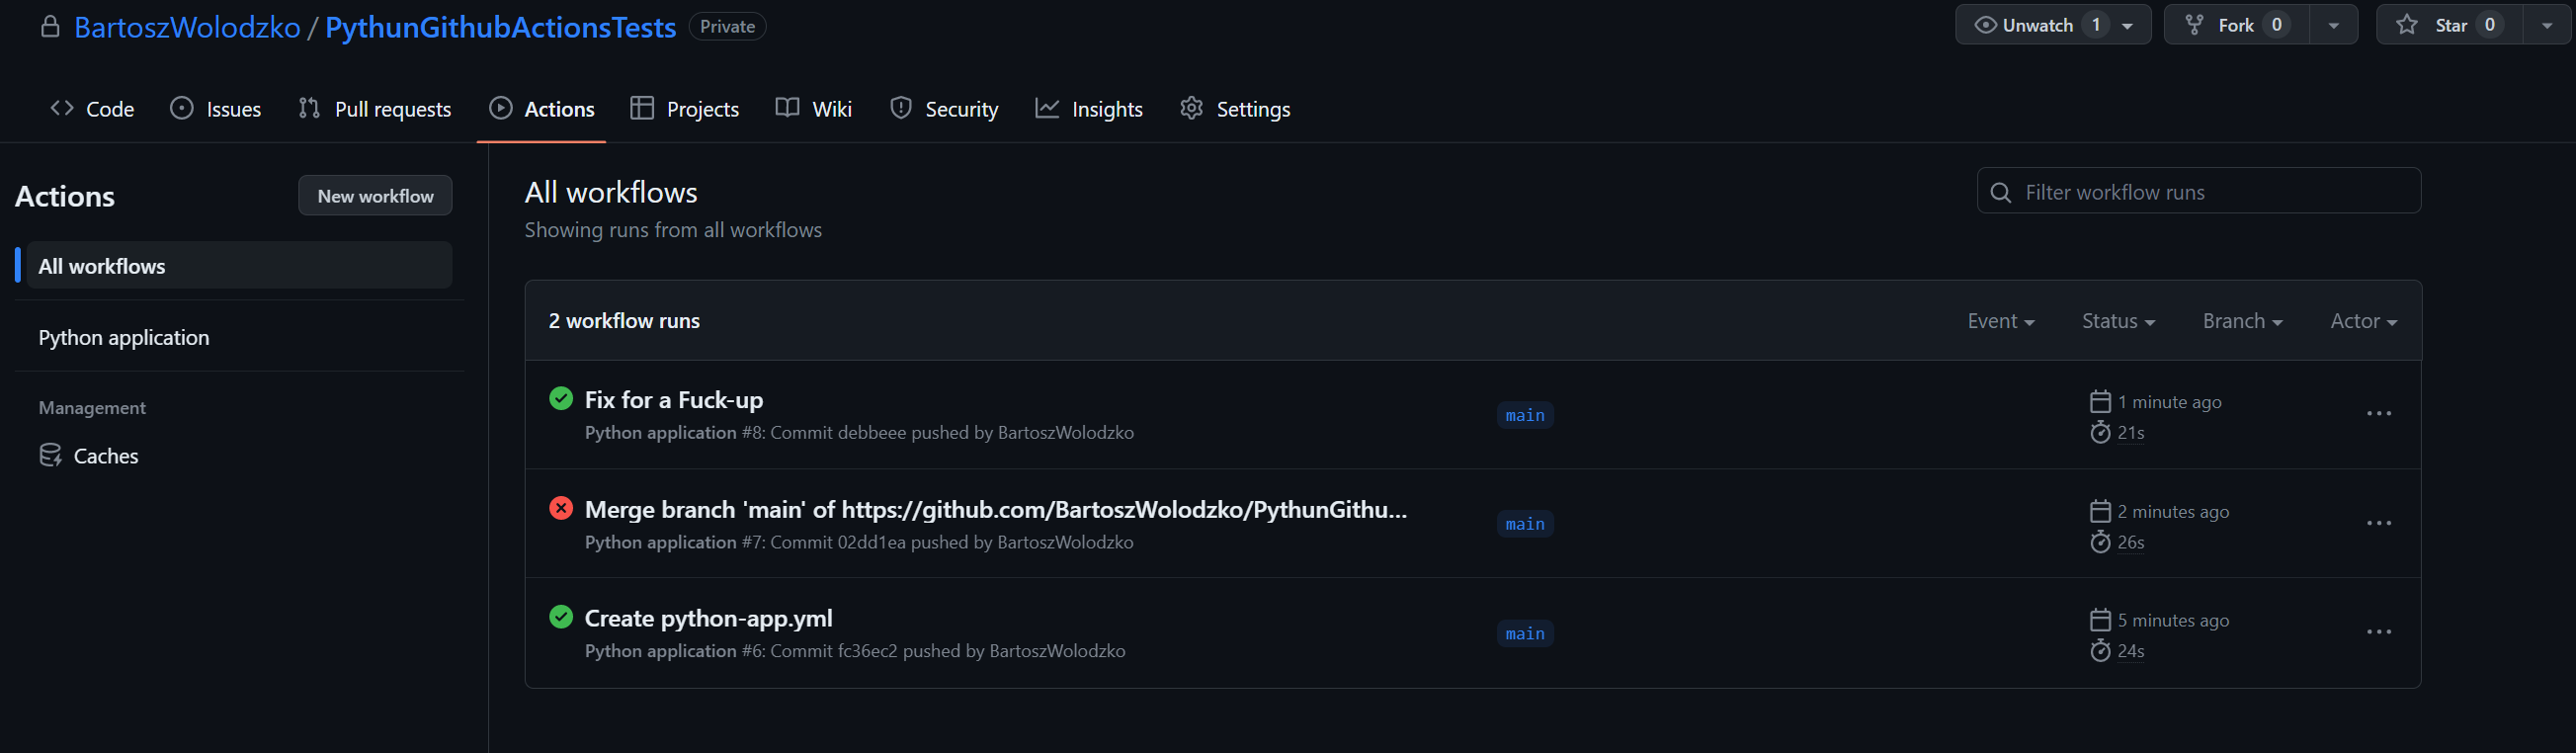 BartoszWolodzko / PythunGithubActionsTests Private
Unwatch 1 Fork 0 Star 0
Code Issues Pull requests Actions Projects Wiki Security Insights Settings
Actions
New workflow
All workflows
Python application
Management
Caches
All workflows
Showing runs from all workflows
Filter workflow runs
2 workflow runs
Event Status Branch Actor
Fix for a Fuck-up
Python application #8: Commit debbeee pushed by BartoszWolodzko
main
1 minute ago
21s
Merge branch 'main' of https://github.com/BartoszWolodzko/PythunGithu...
Python application #7: Commit 02dd1ea pushed by BartoszWolodzko
main
2 minutes ago
26s
Create python-app.yml
Python application #6: Commit fc36ec2 pushed by BartoszWolodzko
main
5 minutes ago
24s